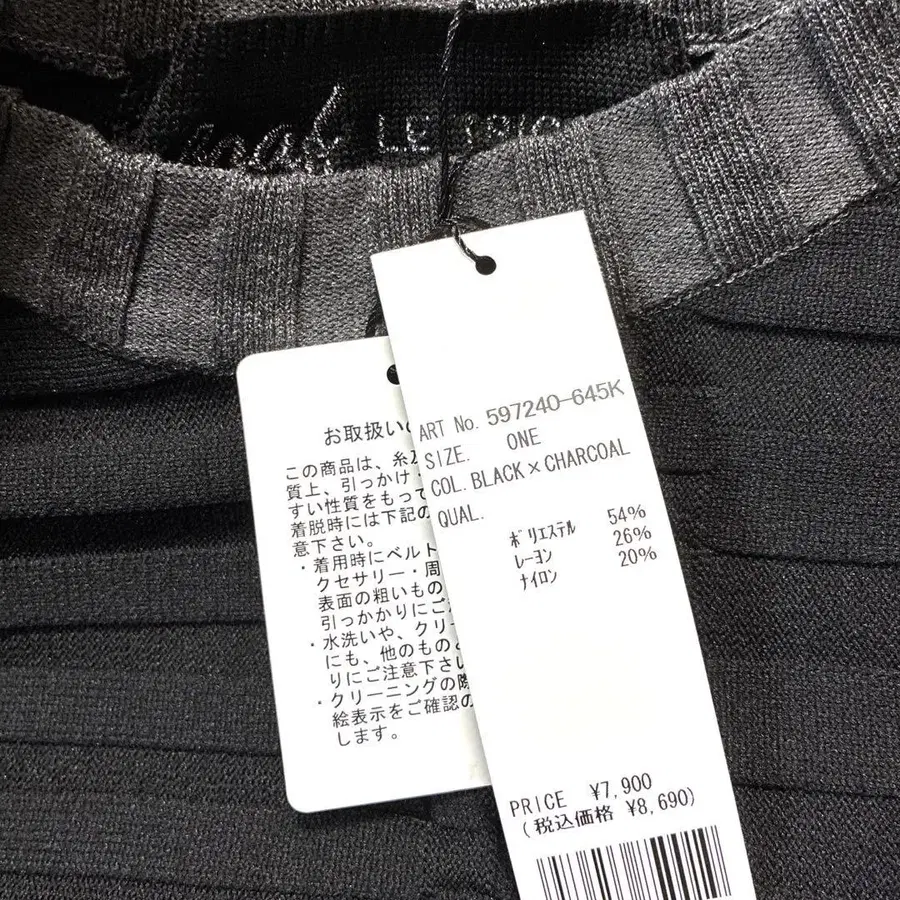 LE TRIC
お取扱い
この商品は、糸
質上、引っかけ・
すい性質をもって
着脱時には下記の
意下さい。
・着用時にベルト
クセサリー・周
表面の粗いもの
引っかかりにご
・水洗いや、クリー
にも、他のものと
りにご注意下さい
・クリーニングの際
絵表示をご確認の
します。
ART No. 597240-645K
SIZE. ONE
COL. BLACK×CHARCOAL
QUAL.
ポリエステル 54%
レーヨン 26%
ナイロン 20%
PRICE ¥7,900
(税込価格 ¥8,690)